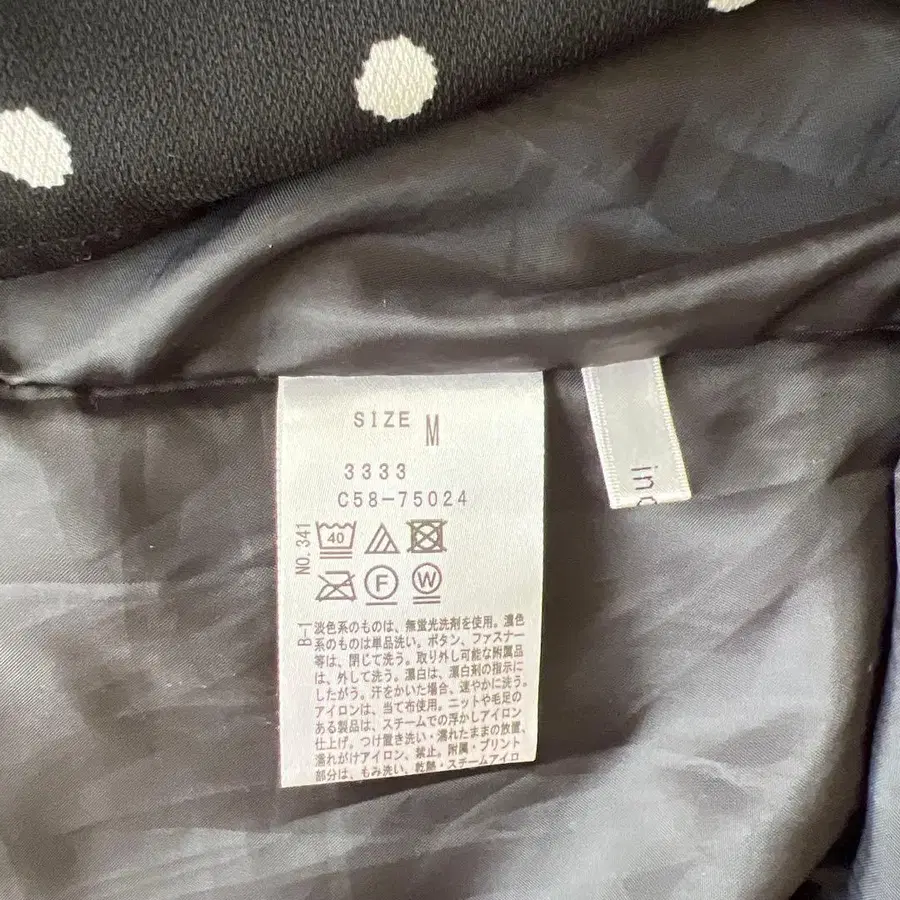 SIZE M
3333
C58-75024
NO.341
40
F W
B-1
淡色系のものは、無蛍光洗剤を使用。濃色
系のものは単品洗い。ボタン、ファスナー
等は、閉じて洗う。取り外し可能な附属品
は、外して洗う。漂白は、漂白剤の指示に
したがう。汗をかいた場合、速やかに洗う。
アイロンは、当て布使用。ニットや毛足の
ある製品は、スチームでの浮かしアイロン
仕上げ。つけ置き洗い・濡れたままの放置、
濡れがけアイロン、禁止。附属・プリント
部分は、もみ洗い、乾熱・スチームアイロ
in